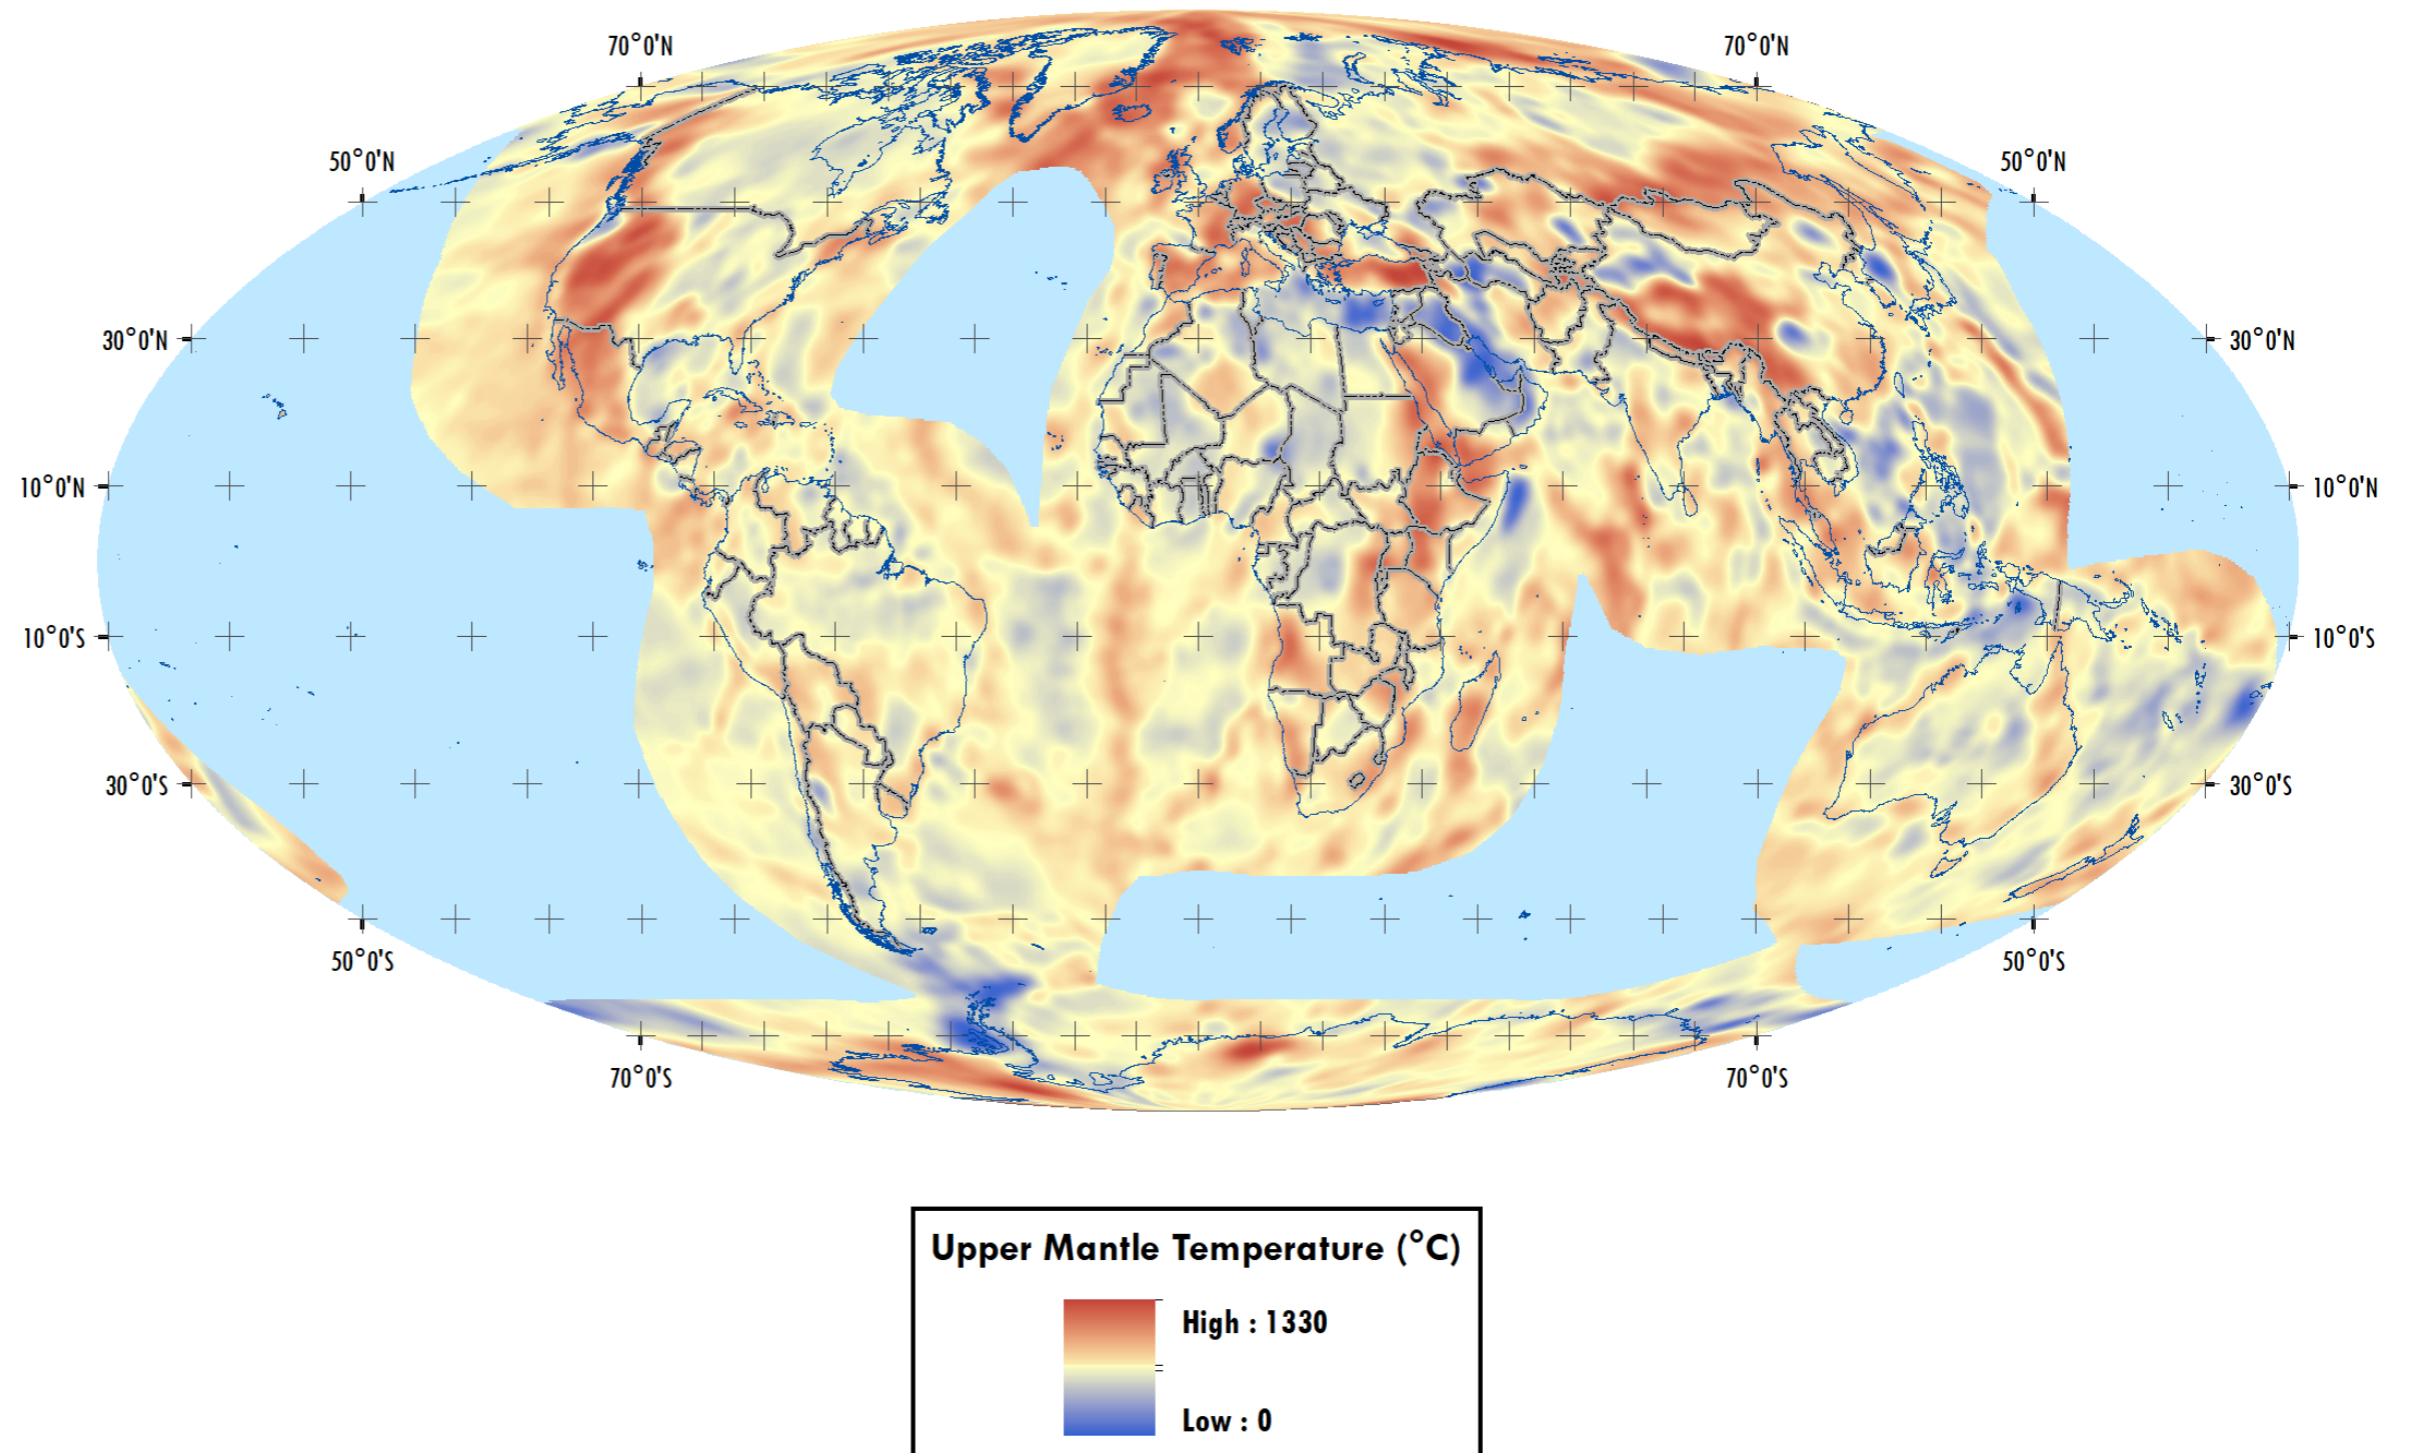 70°0'N 70°0'N
50°0'N 50°0'N
30°0'N 30°0'N
10°0'N 10°0'N
10°0'S 10°0'S
30°0'S 30°0'S
50°0'S 50°0'S
70°0'S 70°0'S
Upper Mantle Temperature (°C)
High : 1330
Low : 0